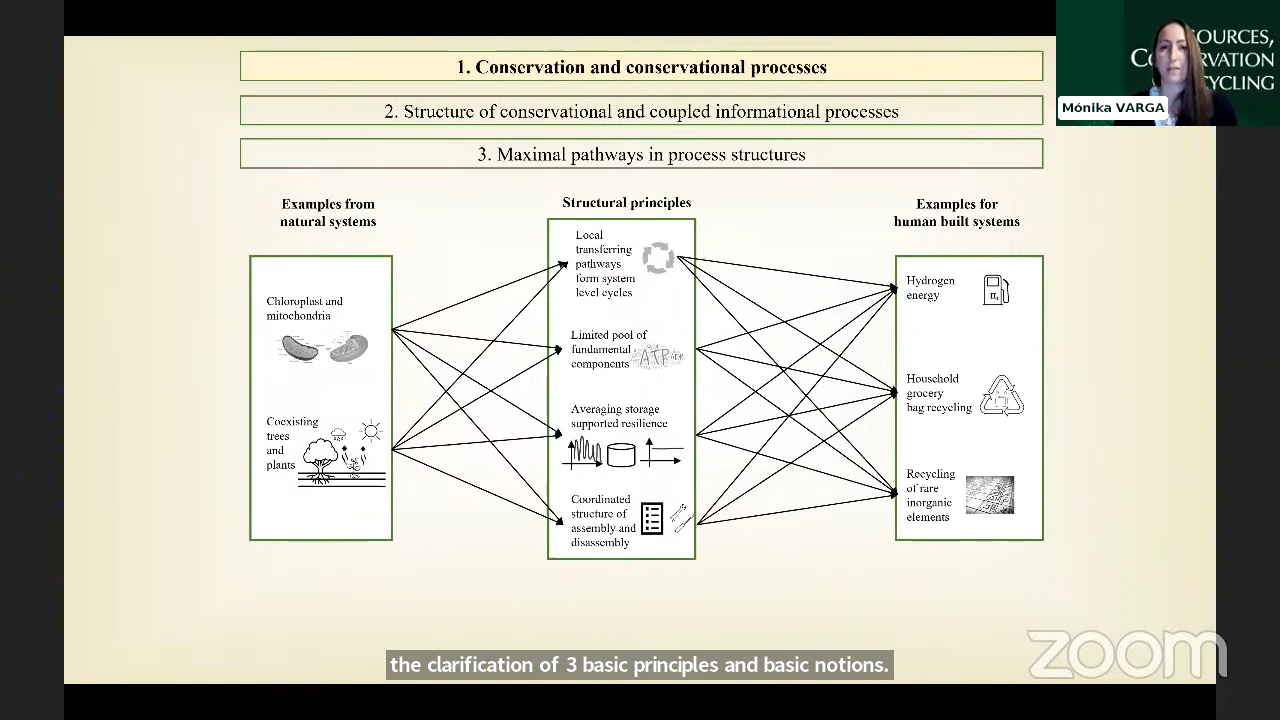 1. Conservation and conservational processes
2. Structure of conservational and coupled informational processes
3. Maximal pathways in process structures
Examples from
natural systems
Chloroplast and
mitochondria
Coexisting
trees
and
plants
Structural principles
Local
transferring
pathways
form system
level cycles
Limited pool of
fundamental
components
ATP
Averaging storage
supported resilience
Coordinated
structure of
assembly and
disassembly
Examples for
human built systems
Hydrogen
energy
H₂
Household
grocery
bag recycling
Recycling
of rare
inorganic
elements
OURCES,
VATION
CYCLING
Mónika VARGA
the clarification of 3 basic principles and basic notions.
zoom